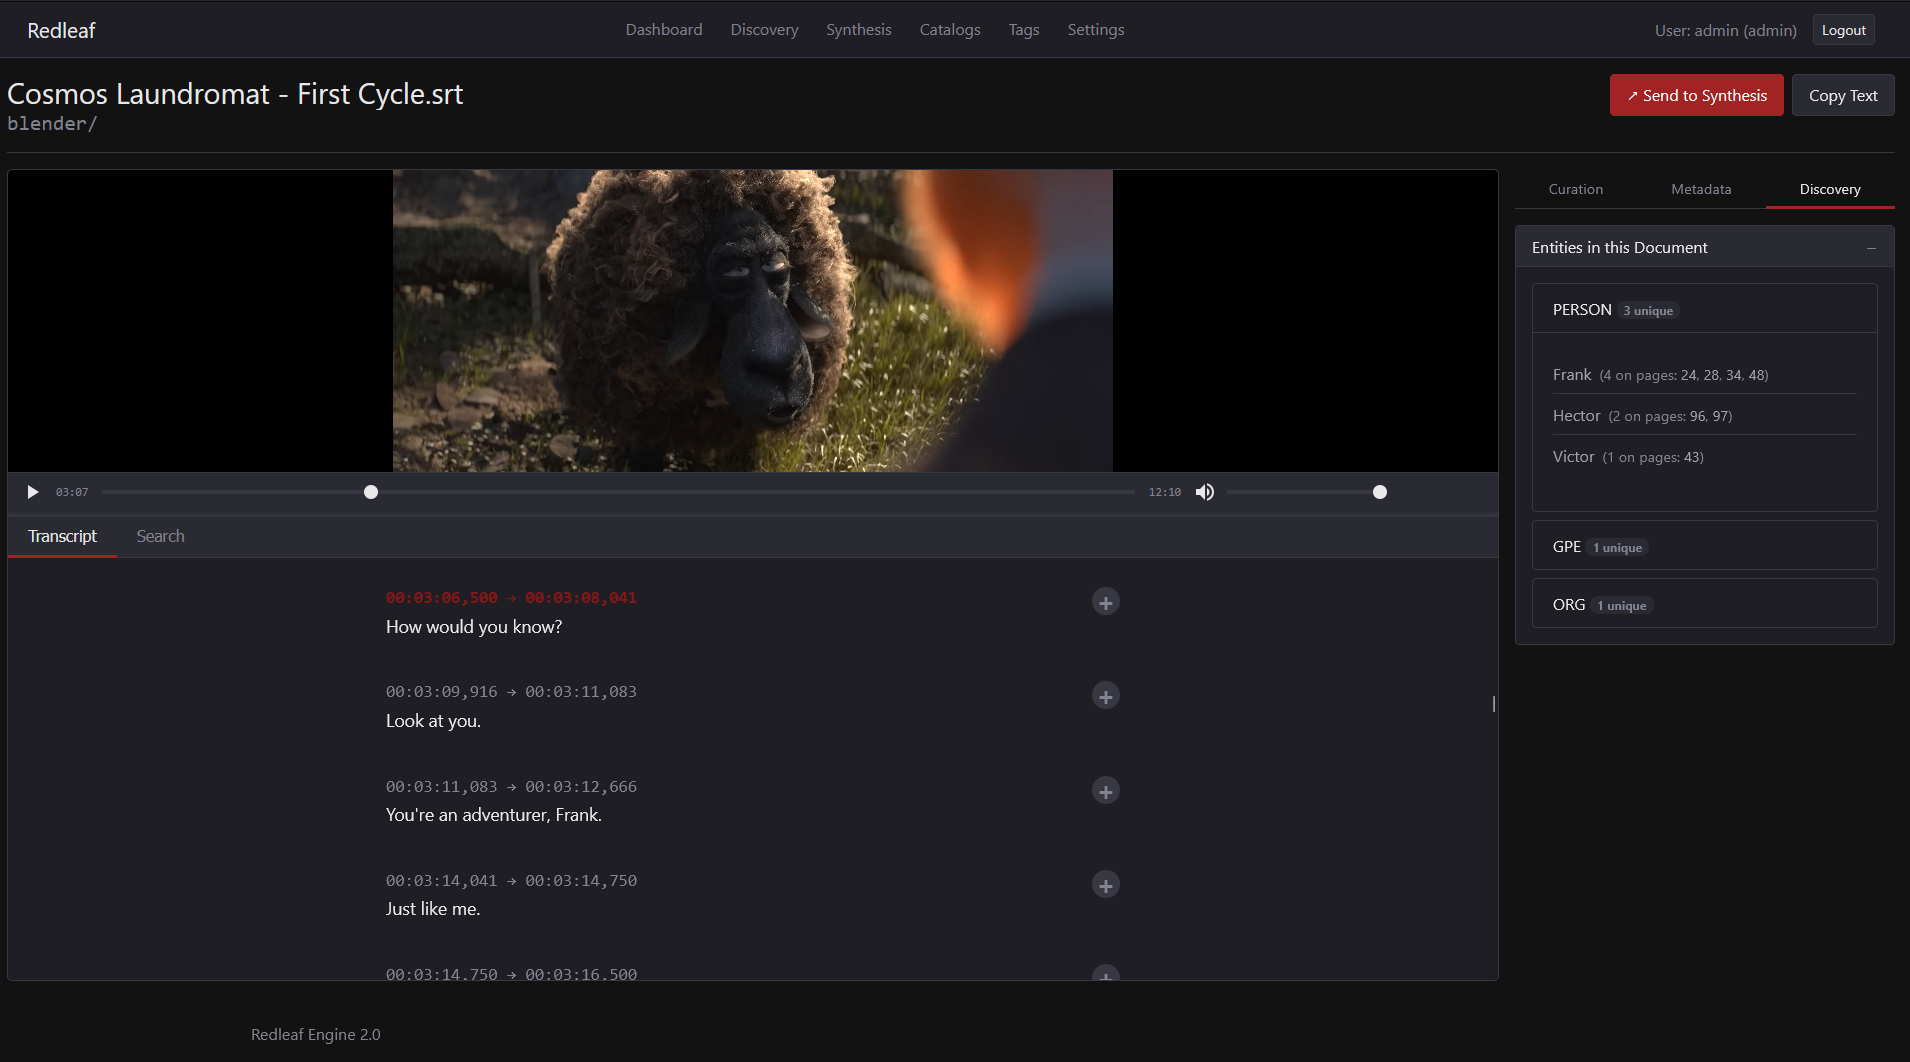 Redleaf
Dashboard Discovery Synthesis Catalogs Tags Settings
User: admin (admin) Logout
Cosmos Laundromat - First Cycle.srt
blender/
↗ Send to Synthesis Copy Text
Curation Metadata Discovery
Entities in this Document –
PERSON 3 unique
Frank (4 on pages: 24, 28, 34, 48)
Hector (2 on pages: 96, 97)
Victor (1 on pages: 43)
GPE 1 unique
ORG 1 unique
03:07 12:10
Transcript Search
00:03:06,500 → 00:03:08,041
How would you know?
00:03:09,916 → 00:03:11,083
Look at you.
00:03:11,083 → 00:03:12,666
You're an adventurer, Frank.
00:03:14,041 → 00:03:14,750
Just like me.
00:03:14,750 → 00:03:16,500
Redleaf Engine 2.0